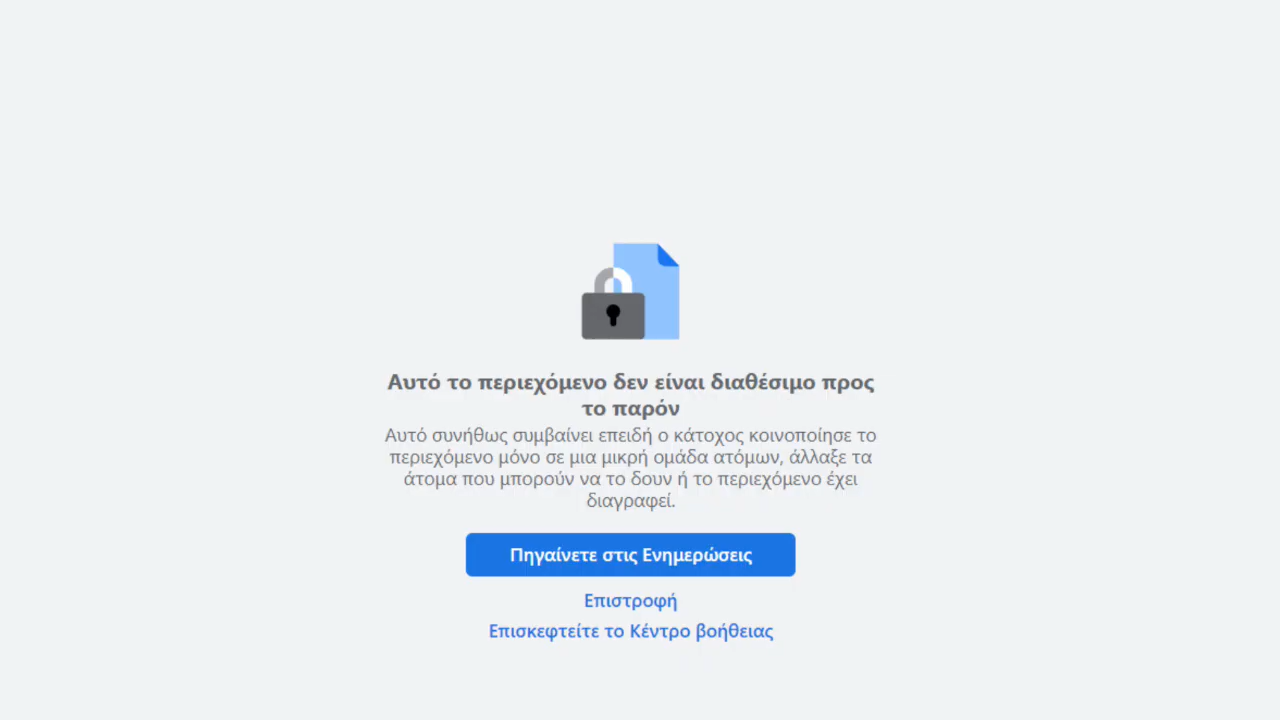 Αυτό το περιεχόμενο δεν είναι διαθέσιμο προς
το παρόν
Αυτό συνήθως συμβαίνει επειδή ο κάτοχος κοινοποίησε το
περιεχόμενο μόνο σε μια μικρή ομάδα ατόμων, άλλαξε τα
άτομα που μπορούν να το δουν ή το περιεχόμενο έχει
διαγραφεί.
Πηγαίνετε στις Ενημερώσεις
Επιστροφή
Επισκεφτείτε το Κέντρο βοήθειας